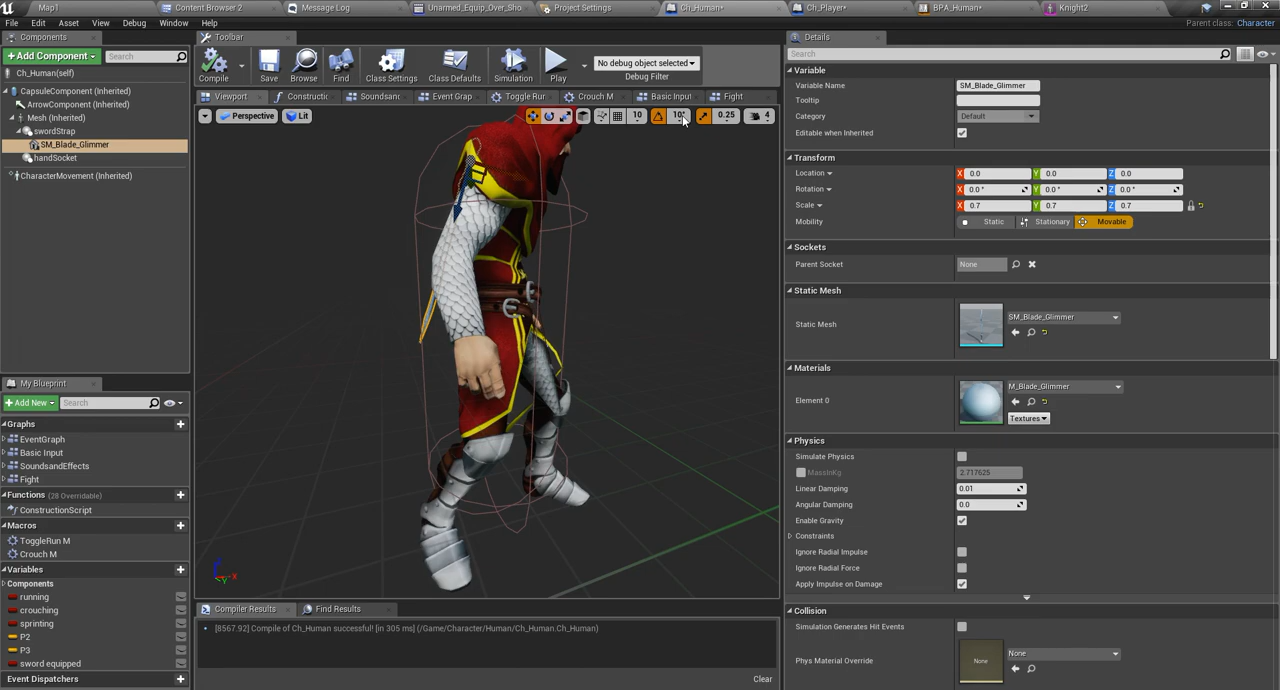 Map1
Content Browser 2
Message Log
Unarmed_Equip_Over_Sho
Project Settings
Ch_Human*
Ch_Player*
BPA_Human*
Knight2
File Edit Asset View Debug Window Help
Parent class: Character
Components
Toolbar
Details
+ Add Component
Search
Search
Ch_Human(self)
Compile
Save
Browse
Find
Class Settings
Class Defaults
Simulation
Play
No debug object selected
Debug Filter
CapsuleComponent (Inherited)
ArrowComponent (Inherited)
Mesh (Inherited)
swordStrap
SM_Blade_Glimmer
handSocket
CharacterMovement (Inherited)
Viewport
Constructic
Soundsanc
Event Grap
Toggle Rur
Crouch M
Basic Input
Fight
Perspective
Lit
10
10°
0.25
4
Variable
Variable Name SM_Blade_Glimmer
Tooltip
Category Default
Editable when Inherited
Transform
Location X 0.0 Y 0.0 Z 0.0
Rotation X 0.0 ° Y 0.0 ° Z 0.0 °
Scale X 0.7 Y 0.7 Z 0.7
Mobility Static Stationary Movable
Sockets
Parent Socket None
Static Mesh
Static Mesh SM_Blade_Glimmer
Materials
Element 0 M_Blade_Glimmer
Textures
Physics
Simulate Physics
MassInKg 2.717625
Linear Damping 0.01
Angular Damping 0.0
Enable Gravity
Constraints
Ignore Radial Impulse
Ignore Radial Force
Apply Impulse on Damage
Collision
Simulation Generates Hit Events
Phys Material Override None None
My Blueprint
+ Add New
Search
Graphs
EventGraph
Basic Input
SoundsandEffects
Fight
Functions (28 Overridable)
ConstructionScript
Macros
ToggleRun M
Crouch M
Variables
Components
running
crouching
sprinting
P2
P3
sword equipped
Event Dispatchers
Compiler Results
Find Results
[8567.92] Compile of Ch_Human successful! [in 305 ms] (/Game/Character/Human/Ch_Human.Ch_Human)
Clear